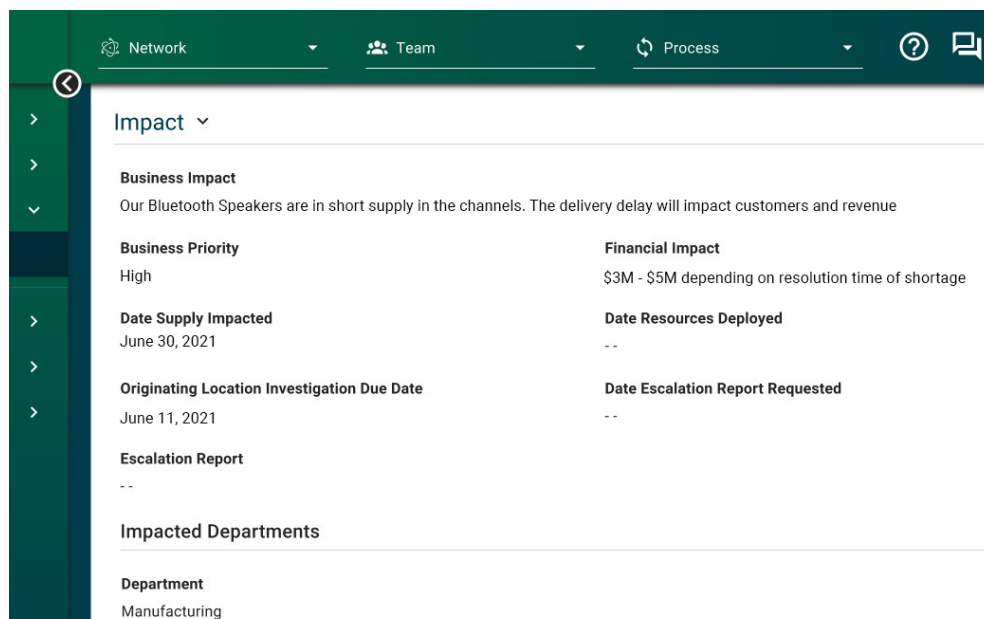 Network Team Process
Impact
Business Impact
Our Bluetooth Speakers are in short supply in the channels. The delivery delay will impact customers and revenue
Business Priority Financial Impact
High $3M - $5M depending on resolution time of shortage
Date Supply Impacted Date Resources Deployed
June 30, 2021 - -
Originating Location Investigation Due Date Date Escalation Report Requested
June 11, 2021 - -
Escalation Report
- -
Impacted Departments
Department
Manufacturing